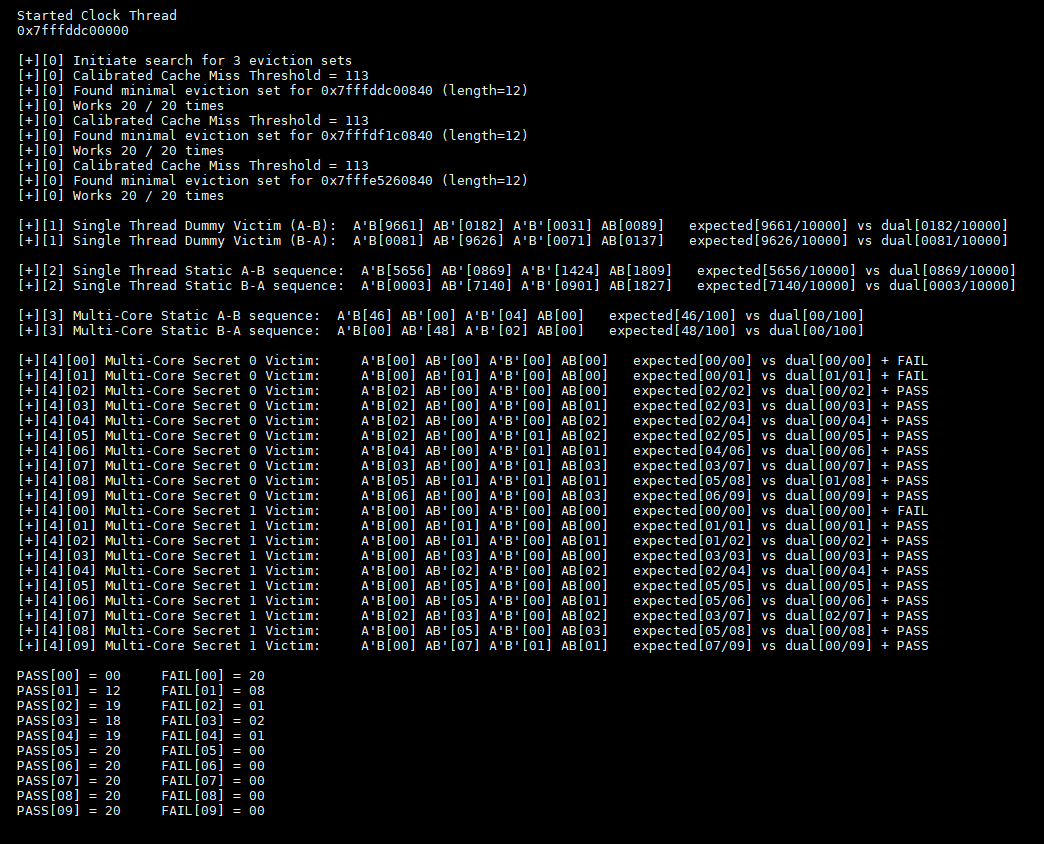 Started Clock Thread
0x7fffddc00000
[+][0] Initiate search for 3 eviction sets
[+][0] Calibrated Cache Miss Threshold = 113
[+][0] Found minimal eviction set for 0x7fffddc00840 (length=12)
[+][0] Works 20 / 20 times
[+][0] Calibrated Cache Miss Threshold = 113
[+][0] Found minimal eviction set for 0x7fffdf1c0840 (length=12)
[+][0] Works 20 / 20 times
[+][0] Calibrated Cache Miss Threshold = 113
[+][0] Found minimal eviction set for 0x7fffe5260840 (length=12)
[+][0] Works 20 / 20 times
[+][1] Single Thread Dummy Victim (A-B):  A'B[9661] AB'[0182] A'B'[0031] AB[0089]   expected[9661/10000] vs dual[0182/10000]
[+][1] Single Thread Dummy Victim (B-A):  A'B[0081] AB'[9626] A'B'[0071] AB[0137]   expected[9626/10000] vs dual[0081/10000]
[+][2] Single Thread Static A-B sequence:  A'B[5656] AB'[0869] A'B'[1424] AB[1809]   expected[5656/10000] vs dual[0869/10000]
[+][2] Single Thread Static B-A sequence:  A'B[0003] AB'[7140] A'B'[0901] AB[1827]   expected[7140/10000] vs dual[0003/10000]
[+][3] Multi-Core Static A-B sequence:  A'B[46] AB'[00] A'B'[04] AB[00]   expected[46/100] vs dual[00/100]
[+][3] Multi-Core Static B-A sequence:  A'B[00] AB'[48] A'B'[02] AB[00]   expected[48/100] vs dual[00/100]
[+][4][00] Multi-Core Secret 0 Victim:     A'B[00] AB'[00] A'B'[00] AB[00]   expected[00/00] vs dual[00/00] + FAIL
[+][4][01] Multi-Core Secret 0 Victim:     A'B[00] AB'[01] A'B'[00] AB[00]   expected[00/01] vs dual[01/01] + FAIL
[+][4][02] Multi-Core Secret 0 Victim:     A'B[02] AB'[00] A'B'[00] AB[00]   expected[02/02] vs dual[00/02] + PASS
[+][4][03] Multi-Core Secret 0 Victim:     A'B[02] AB'[00] A'B'[00] AB[01]   expected[02/03] vs dual[00/03] + PASS
[+][4][04] Multi-Core Secret 0 Victim:     A'B[02] AB'[00] A'B'[00] AB[02]   expected[02/04] vs dual[00/04] + PASS
[+][4][05] Multi-Core Secret 0 Victim:     A'B[02] AB'[00] A'B'[01] AB[02]   expected[02/05] vs dual[00/05] + PASS
[+][4][06] Multi-Core Secret 0 Victim:     A'B[04] AB'[00] A'B'[01] AB[01]   expected[04/06] vs dual[00/06] + PASS
[+][4][07] Multi-Core Secret 0 Victim:     A'B[03] AB'[00] A'B'[01] AB[03]   expected[03/07] vs dual[00/07] + PASS
[+][4][08] Multi-Core Secret 0 Victim:     A'B[05] AB'[01] A'B'[01] AB[01]   expected[05/08] vs dual[01/08] + PASS
[+][4][09] Multi-Core Secret 0 Victim:     A'B[06] AB'[00] A'B'[00] AB[03]   expected[06/09] vs dual[00/09] + PASS
[+][4][00] Multi-Core Secret 1 Victim:     A'B[00] AB'[00] A'B'[00] AB[00]   expected[00/00] vs dual[00/00] + FAIL
[+][4][01] Multi-Core Secret 1 Victim:     A'B[00] AB'[01] A'B'[00] AB[00]   expected[01/01] vs dual[00/01] + PASS
[+][4][02] Multi-Core Secret 1 Victim:     A'B[00] AB'[01] A'B'[00] AB[01]   expected[01/02] vs dual[00/02] + PASS
[+][4][03] Multi-Core Secret 1 Victim:     A'B[00] AB'[03] A'B'[00] AB[00]   expected[03/03] vs dual[00/03] + PASS
[+][4][04] Multi-Core Secret 1 Victim:     A'B[00] AB'[02] A'B'[00] AB[02]   expected[02/04] vs dual[00/04] + PASS
[+][4][05] Multi-Core Secret 1 Victim:     A'B[00] AB'[05] A'B'[00] AB[00]   expected[05/05] vs dual[00/05] + PASS
[+][4][06] Multi-Core Secret 1 Victim:     A'B[00] AB'[05] A'B'[00] AB[01]   expected[05/06] vs dual[00/06] + PASS
[+][4][07] Multi-Core Secret 1 Victim:     A'B[02] AB'[03] A'B'[00] AB[02]   expected[03/07] vs dual[02/07] + PASS
[+][4][08] Multi-Core Secret 1 Victim:     A'B[00] AB'[05] A'B'[00] AB[03]   expected[05/08] vs dual[00/08] + PASS
[+][4][09] Multi-Core Secret 1 Victim:     A'B[00] AB'[07] A'B'[01] AB[01]   expected[07/09] vs dual[00/09] + PASS
PASS[00] = 00     FAIL[00] = 20
PASS[01] = 12     FAIL[01] = 08
PASS[02] = 19     FAIL[02] = 01
PASS[03] = 18     FAIL[03] = 02
PASS[04] = 19     FAIL[04] = 01
PASS[05] = 20     FAIL[05] = 00
PASS[06] = 20     FAIL[06] = 00
PASS[07] = 20     FAIL[07] = 00
PASS[08] = 20     FAIL[08] = 00
PASS[09] = 20     FAIL[09] = 00